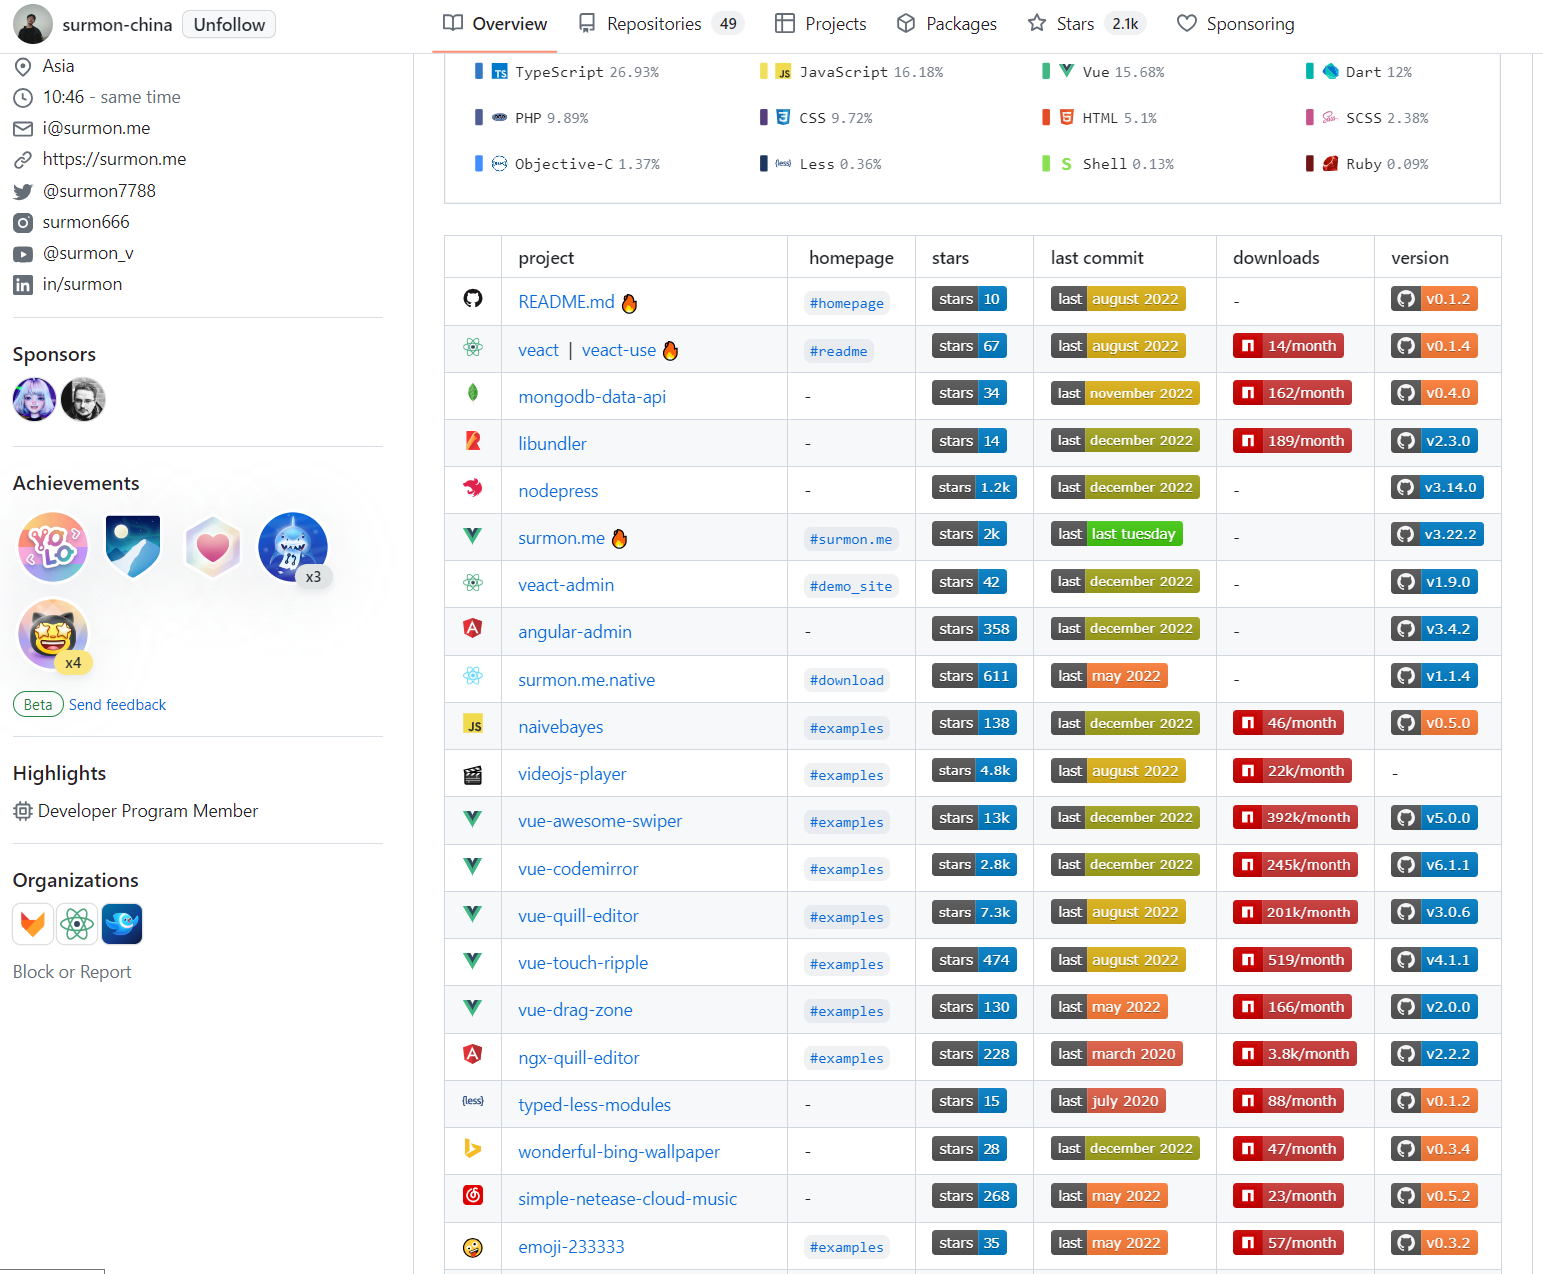 surmon-china Unfollow
Overview Repositories 49 Projects Packages Stars 2.1k Sponsoring
Asia
10:46 - same time
i@surmon.me
https://surmon.me
@surmon7788
surmon666
@surmon_v
in/surmon
Sponsors
Achievements
YOLO
x3
x4
Beta Send feedback
Highlights
Developer Program Member
Organizations
Block or Report
TS TypeScript 26.93% JS JavaScript 16.18% Vue 15.68% Dart 12%
PHP 9.89% CSS 9.72% HTML 5.1% SCSS 2.38%
Objective-C 1.37% {less} Less 0.36% S Shell 0.13% Ruby 0.09%
project homepage stars last commit downloads version
README.md #homepage stars 10 last august 2022 - v0.1.2
veact | veact-use #readme stars 67 last august 2022 14/month v0.1.4
mongodb-data-api - stars 34 last november 2022 162/month v0.4.0
libundler - stars 14 last december 2022 189/month v2.3.0
nodepress - stars 1.2k last december 2022 - v3.14.0
surmon.me #surmon.me stars 2k last last tuesday - v3.22.2
veact-admin #demo_site stars 42 last december 2022 - v1.9.0
angular-admin - stars 358 last december 2022 - v3.4.2
surmon.me.native #download stars 611 last may 2022 - v1.1.4
JS naivebayes #examples stars 138 last december 2022 46/month v0.5.0
videojs-player #examples stars 4.8k last august 2022 22k/month -
vue-awesome-swiper #examples stars 13k last december 2022 392k/month v5.0.0
vue-codemirror #examples stars 2.8k last december 2022 245k/month v6.1.1
vue-quill-editor #examples stars 7.3k last august 2022 201k/month v3.0.6
vue-touch-ripple #examples stars 474 last august 2022 519/month v4.1.1
vue-drag-zone #examples stars 130 last may 2022 166/month v2.0.0
ngx-quill-editor #examples stars 228 last march 2020 3.8k/month v2.2.2
{less} typed-less-modules - stars 15 last july 2020 88/month v0.1.2
wonderful-bing-wallpaper - stars 28 last december 2022 47/month v0.3.4
simple-netease-cloud-music - stars 268 last may 2022 23/month v0.5.2
emoji-233333 #examples stars 35 last may 2022 57/month v0.3.2